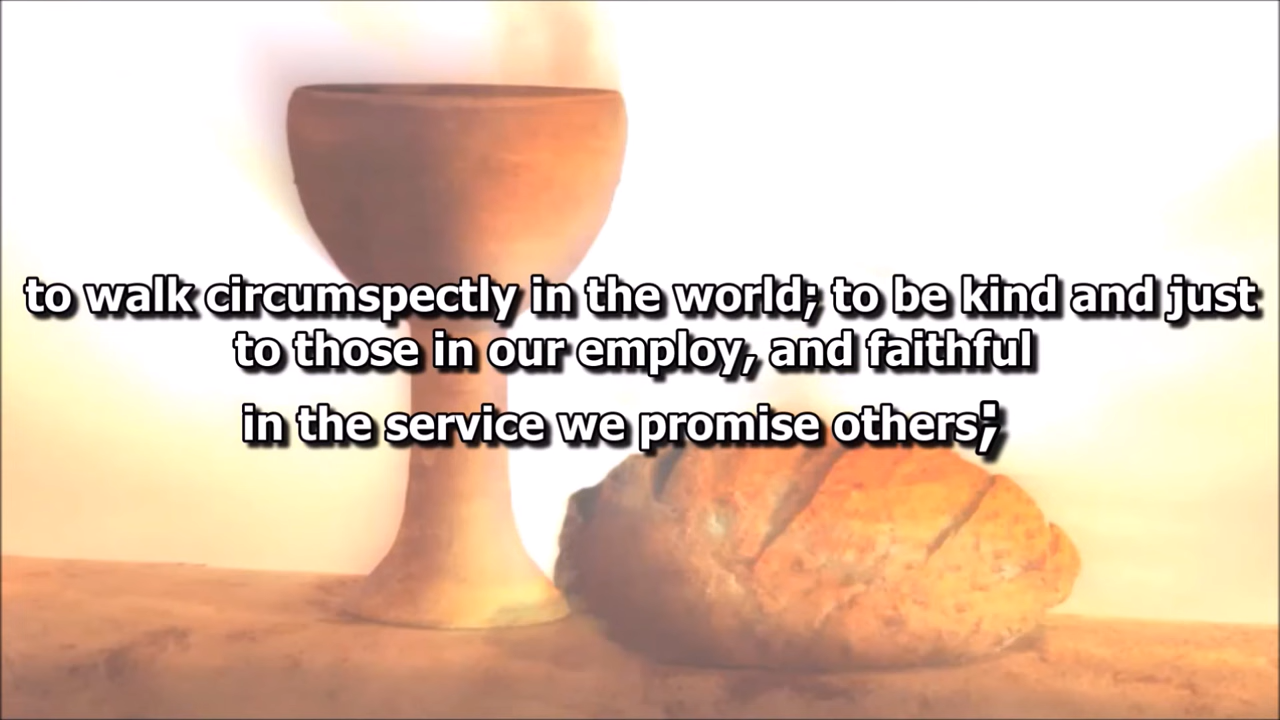 to walk circumspectly in the world; to be kind and just
to those in our employ, and faithful
in the service we promise others;